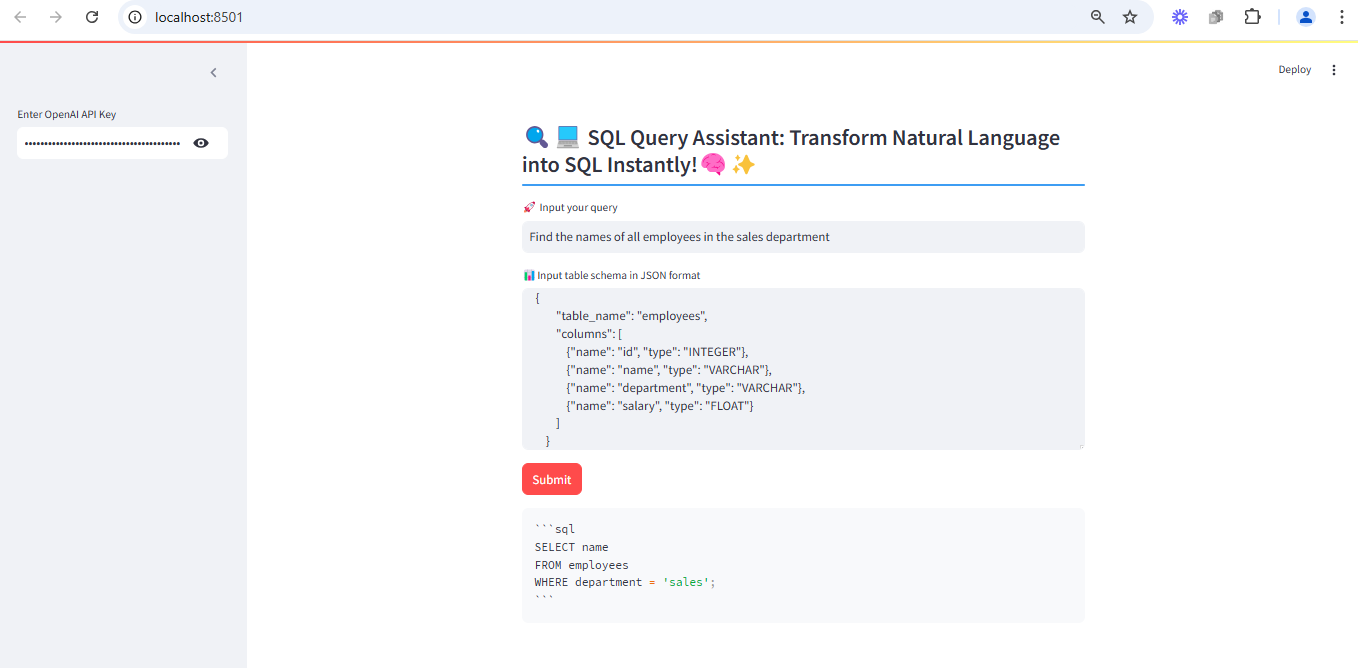 localhost:8501
Deploy
Enter OpenAI API Key
••••••••••••••••••••••••••••••••••••••••
🔍 💻 SQL Query Assistant: Transform Natural Language
into SQL Instantly!🧠 ✨
🚀 Input your query
Find the names of all employees in the sales department
📊 Input table schema in JSON format
{
"table_name": "employees",
"columns": [
{"name": "id", "type": "INTEGER"},
{"name": "name", "type": "VARCHAR"},
{"name": "department", "type": "VARCHAR"},
{"name": "salary", "type": "FLOAT"}
]
}
Submit
```sql
SELECT name
FROM employees
WHERE department = 'sales';
```